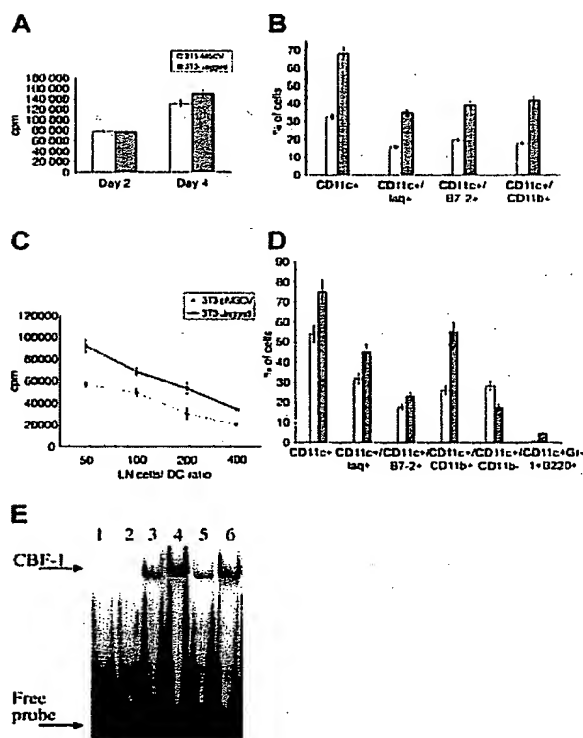 A
3T3-MGCV
3T3-Jagged
cpm
180 000
160 000
140 000
120 000
100 000
80 000
60 000
40 000
20 000
0
Day 2
Day 4
B
% of cells
70
60
50
40
30
20
10
0
CD11c+
CD11c+/ Iaq+
CD11c+/ B7-2+
CD11c+/ CD11b+
C
3T3 pMGCV
3T3 Jagged
cpm
120000
100000
80000
60000
40000
20000
0
50 100 200 400
LN cells/ DC ratio
D
% of cells
90
80
70
60
50
40
30
20
10
0
CD11c+ CD11c+/ CD11c+/ CD11c+/ CD11c+/ CD11c+Gr-
Iaq+ B7-2+ CD11b+ CD11b- 1+B220+
E
1 2 3 4 5 6
CBF-1
Free
probe